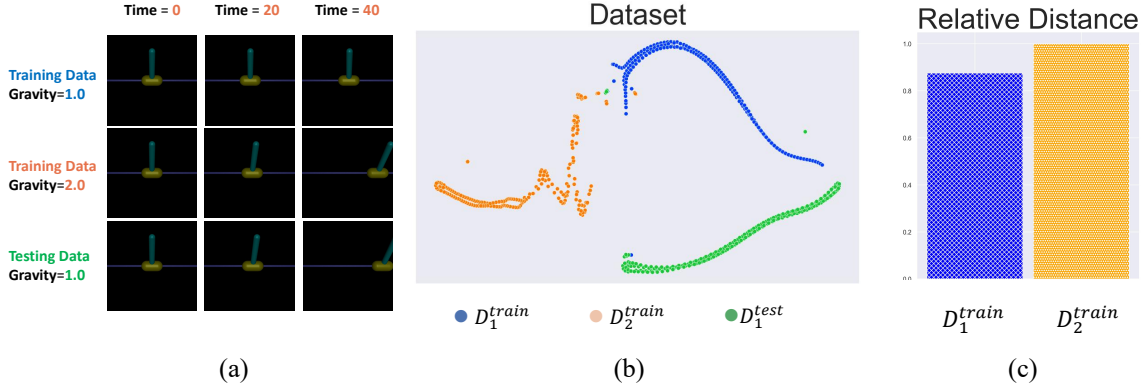 Time = 0 Time = 20 Time = 40
Training Data
Gravity=1.0
Training Data
Gravity=2.0
Testing Data
Gravity=1.0
(a)
Dataset
D_1^{train} D_2^{train} D_1^{test}
(b)
Relative Distance
1.0
0.8
0.6
0.4
0.2
0.0
D_1^{train} D_2^{train}
(c)